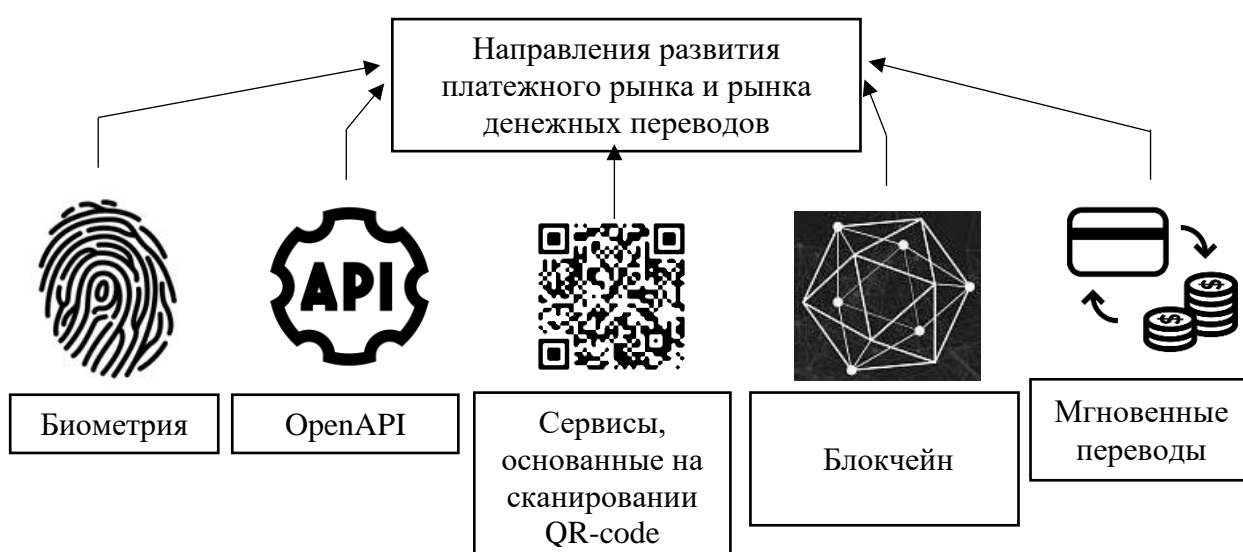 Направления развития
платежного рынка и рынка
денежных переводов
API
$
$
Биометрия
OpenAPI
Сервисы,
основанные на
сканировании
QR-code
Блокчейн
Мгновенные
переводы